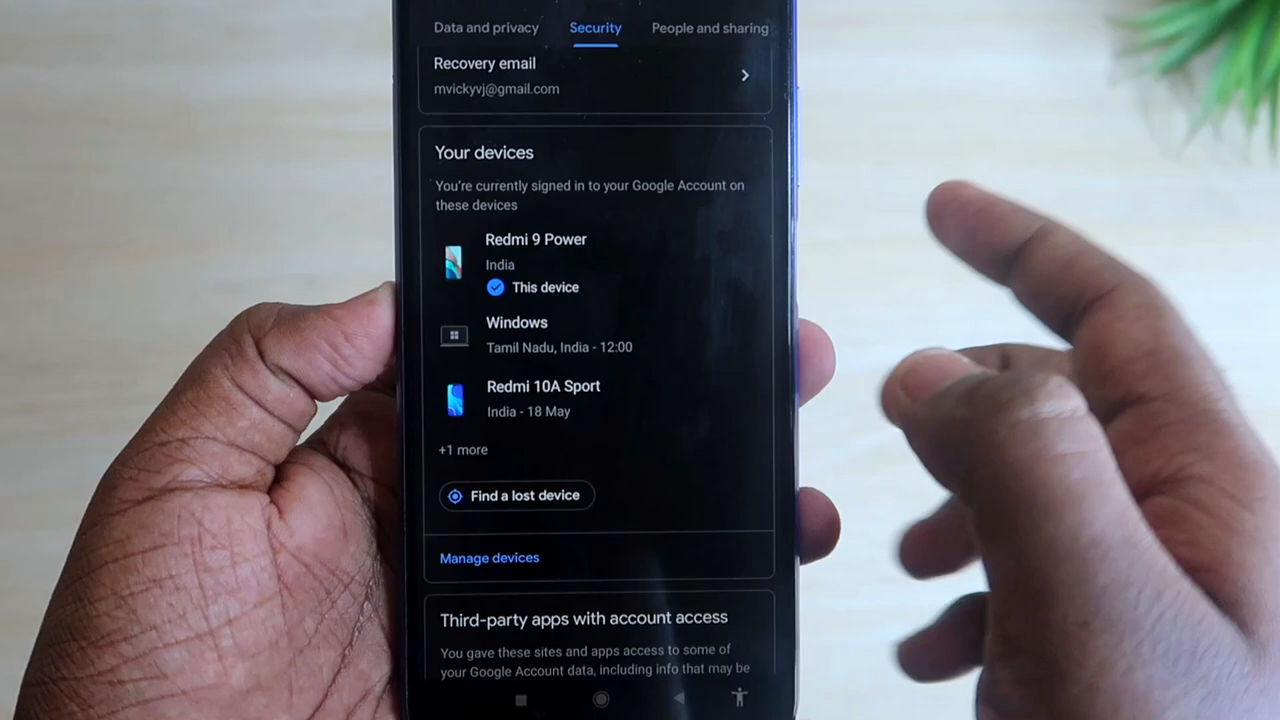 Data and privacy
Security
People and sharing
Recovery email
mvickyvj@gmail.com
Your devices
You're currently signed in to your Google Account on
these devices
Redmi 9 Power
India
This device
Windows
Tamil Nadu, India - 12:00
Redmi 10A Sport
India - 18 May
+1 more
Find a lost device
Manage devices
Third-party apps with account access
You gave these sites and apps access to some of
your Google Account data, including info that may be